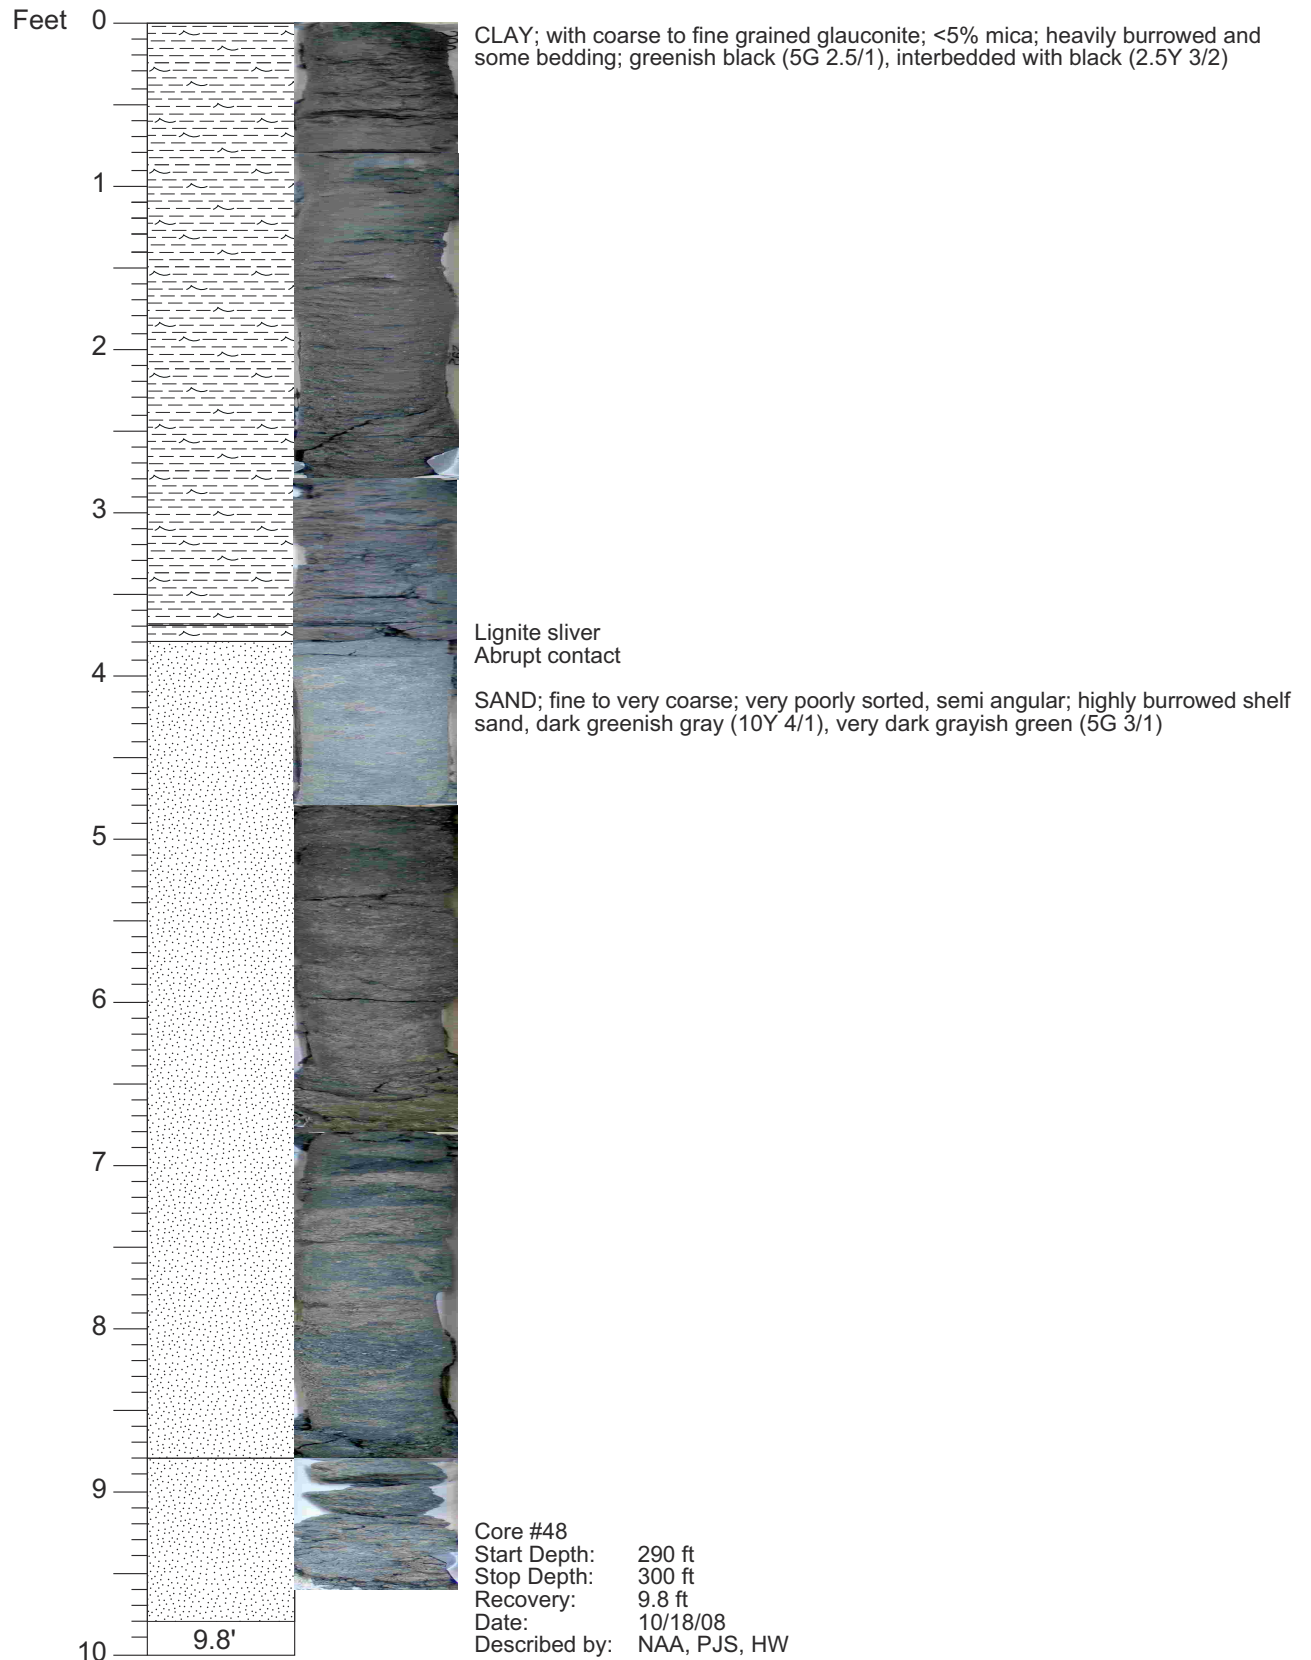 Feet 0
CLAY; with coarse to fine grained glauconite; <5% mica; heavily burrowed and
some bedding; greenish black (5G 2.5/1), interbedded with black (2.5Y 3/2)
1
2
3
Lignite sliver
Abrupt contact
4
SAND; fine to very coarse; very poorly sorted, semi angular; highly burrowed shelf
sand, dark greenish gray (10Y 4/1), very dark grayish green (5G 3/1)
5
6
7
8
9
Core #48
Start Depth: 290 ft
Stop Depth: 300 ft
Recovery: 9.8 ft
Date: 10/18/08
Described by: NAA, PJS, HW
9.8'
10